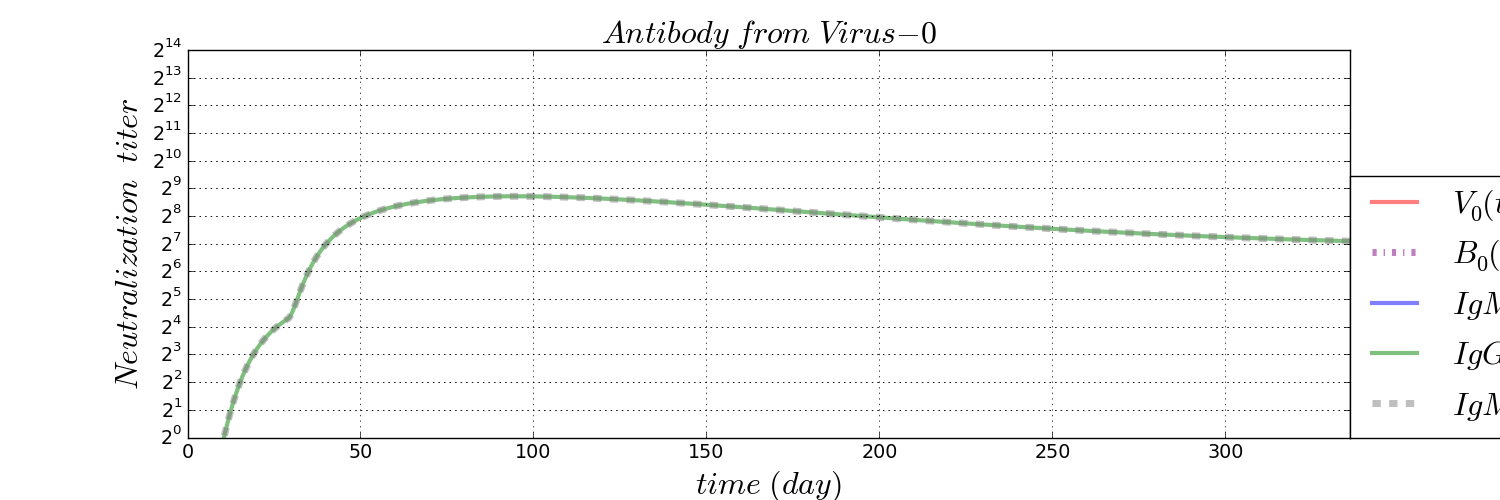 Antibody from Virus−0
2^14
2^13
2^12
2^11
2^10
2^9
2^8
2^7
2^6
2^5
2^4
2^3
2^2
2^1
2^0
Neutralization titer
0 50 100 150 200 250 300
time (day)
V_0(
B_0(
IgM
IgG
IgM